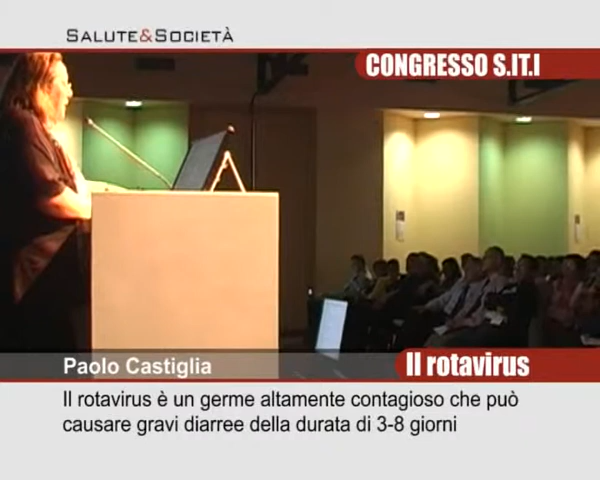 SALUTE&SOCIETÀ
CONGRESSO S.IT.I
Paolo Castiglia
Il rotavirus
Il rotavirus è un germe altamente contagioso che può
causare gravi diarree della durata di 3-8 giorni